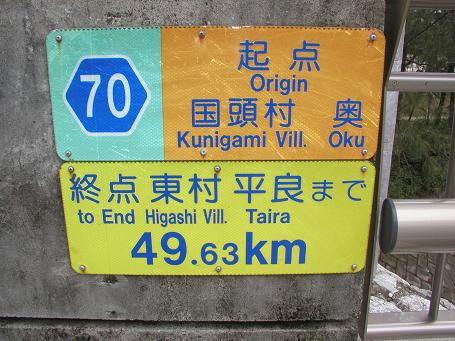 70
起点
Origin
国頭村 奥
Kunigami Vill. Oku
終点 東村 平良まで
to End Higashi Vill. Taira
49.63km